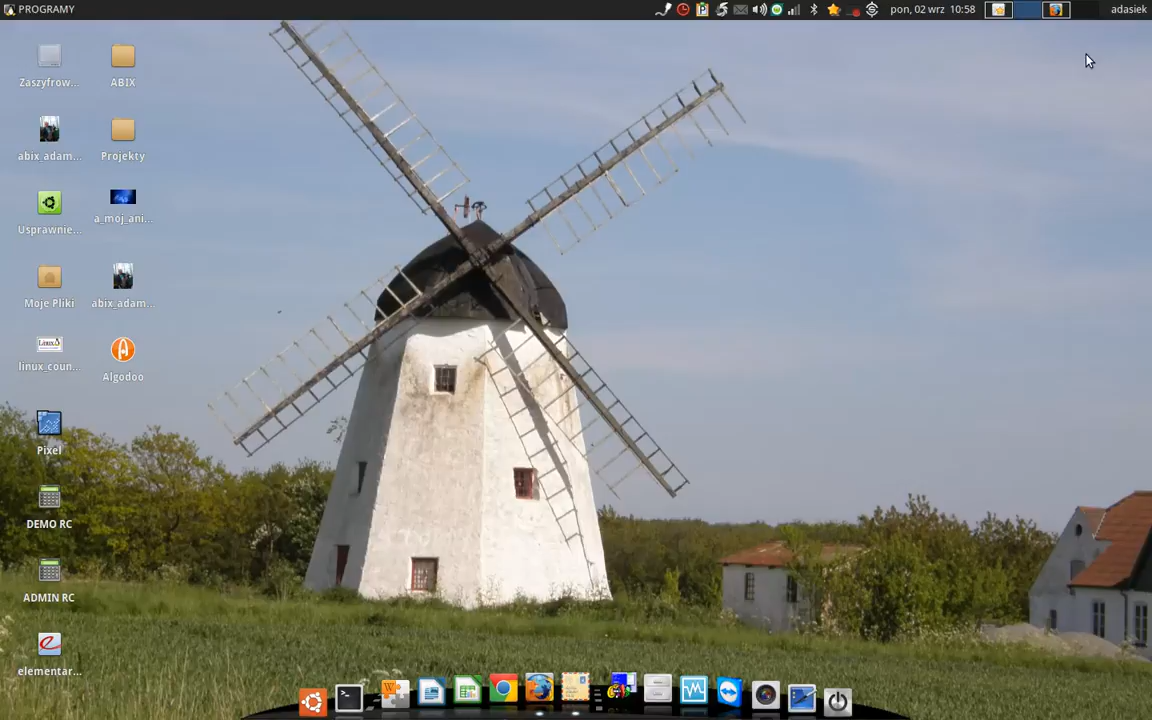 PROGRAMY
pon, 02 wrz 10:58
adasiek
Zaszyfrow...
ABIX
abix_adam...
Projekty
Usprawnie...
a_moj_ani...
Moje Pliki
abix_adam...
linux_coun...
Algodoo
Pixel
DEMO RC
ADMIN RC
elementar...